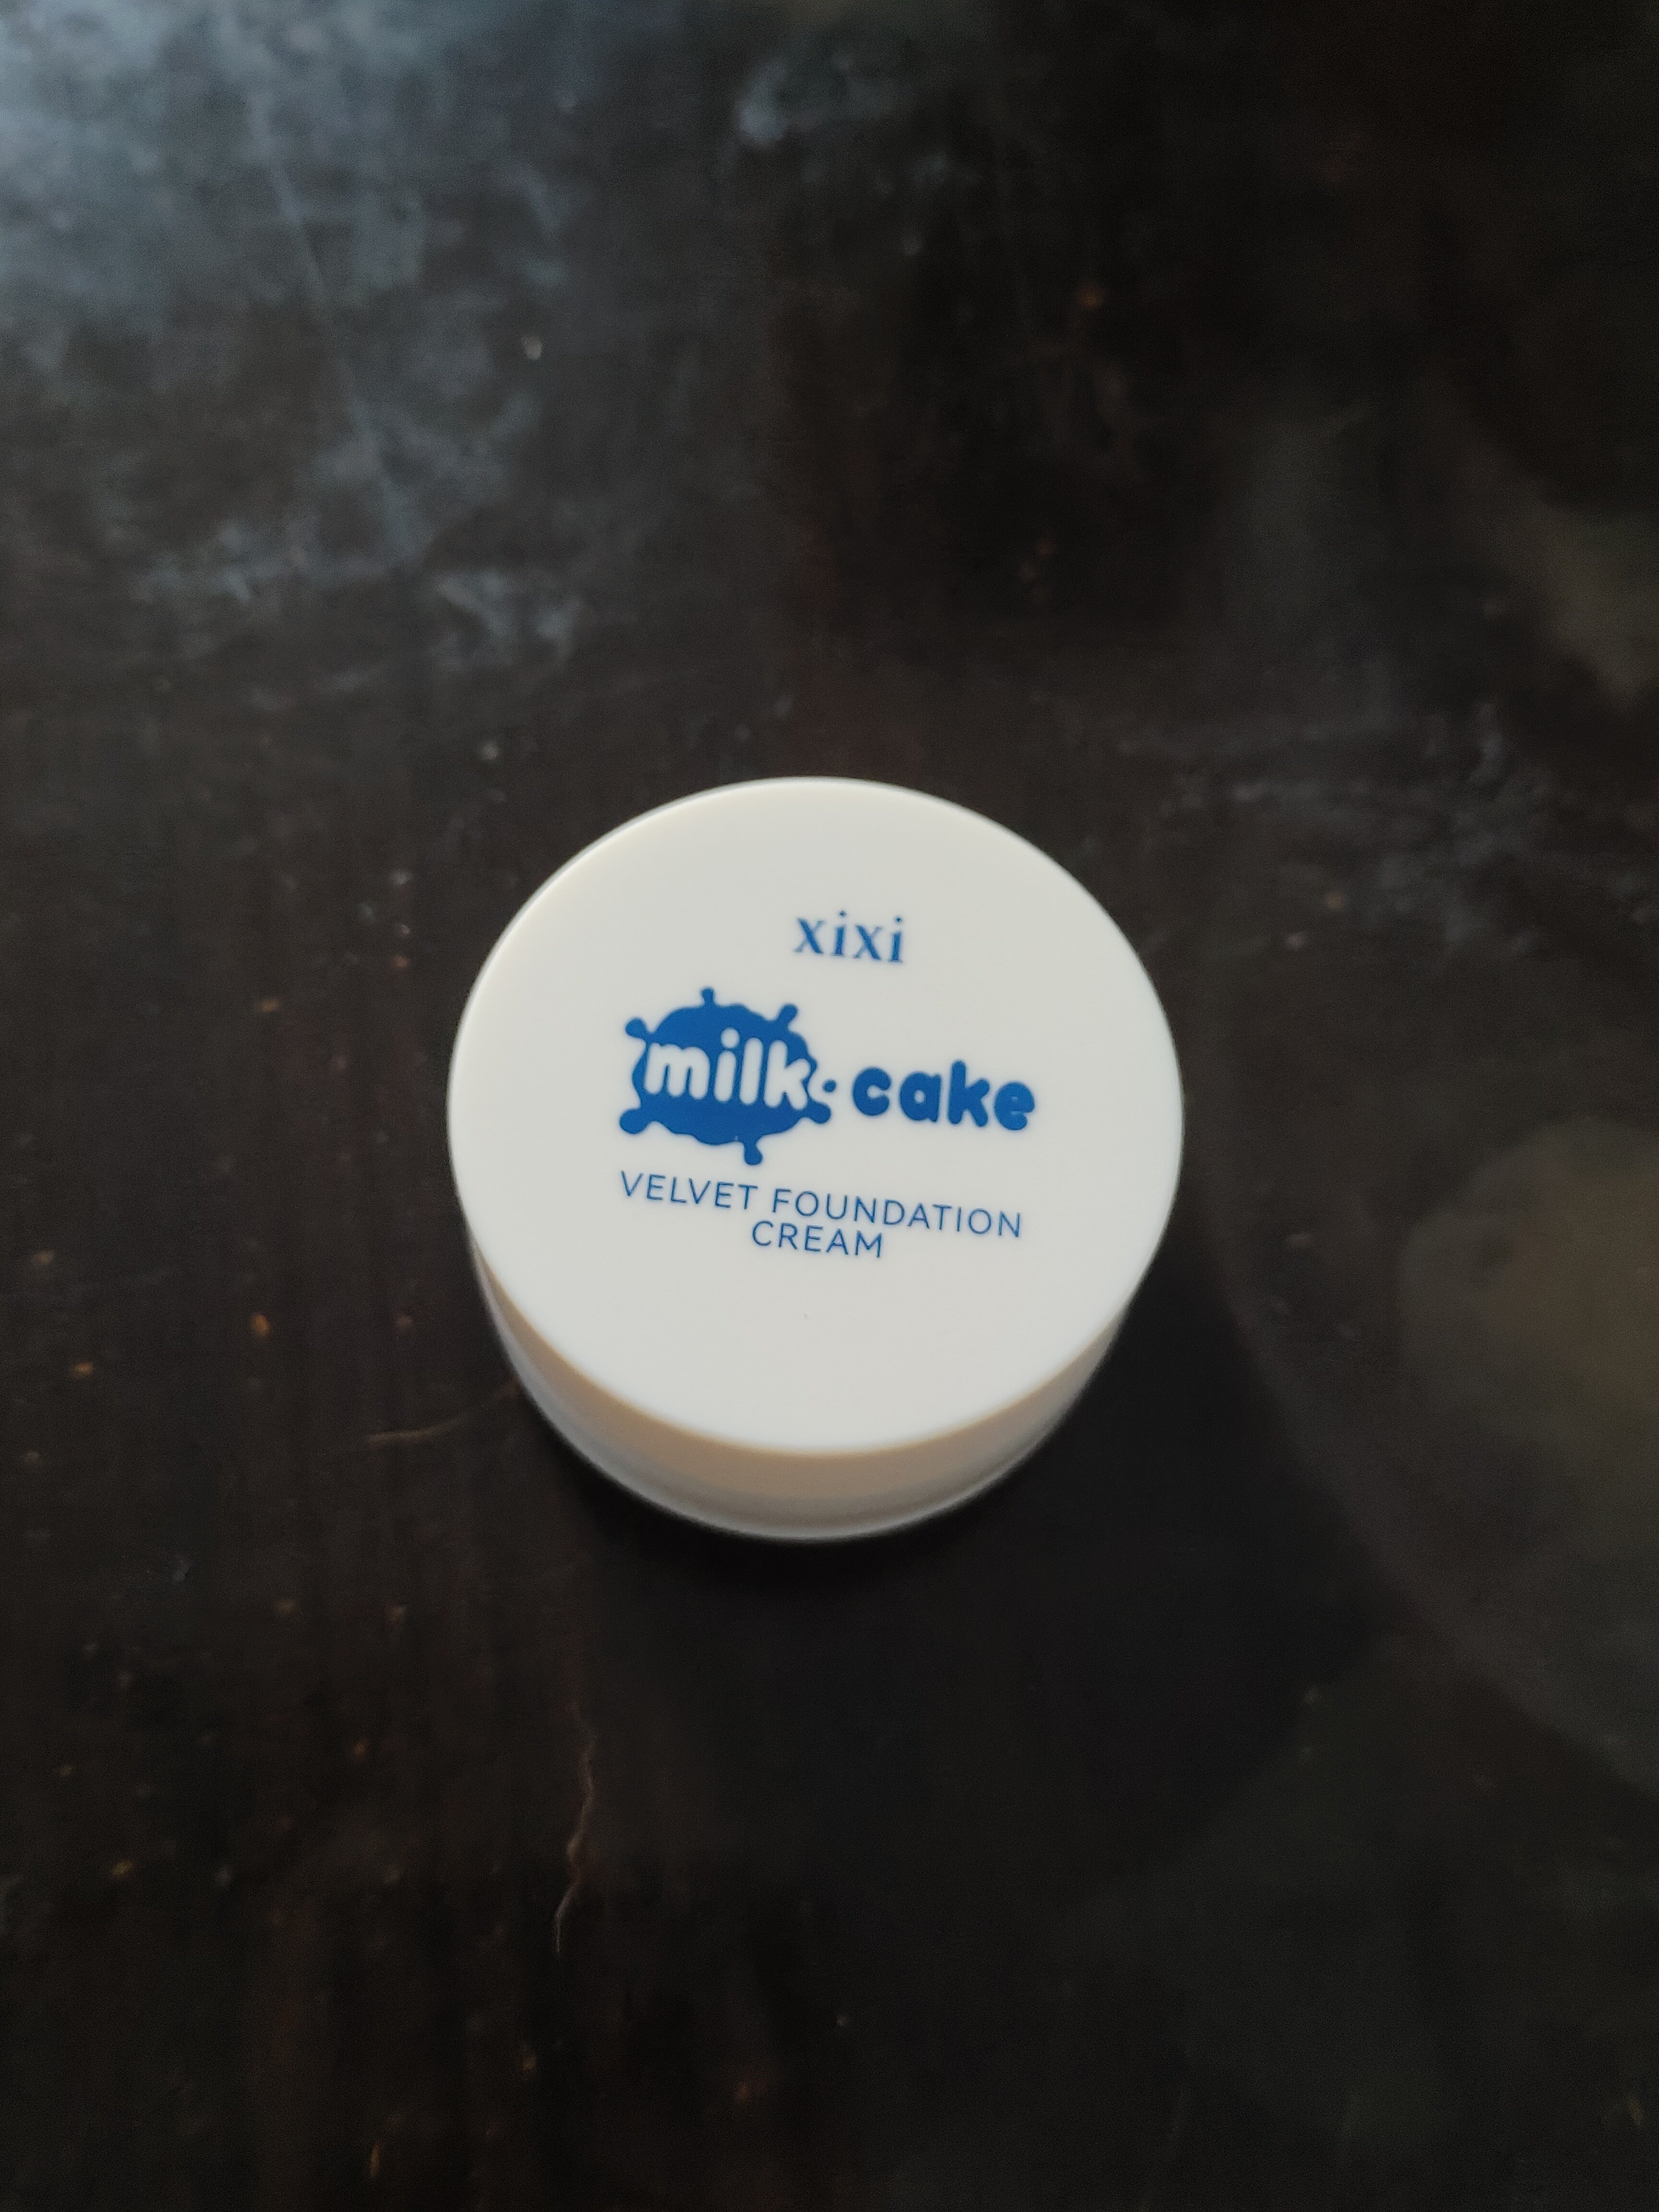 xixi
milk·cake
VELVET FOUNDATION
CREAM